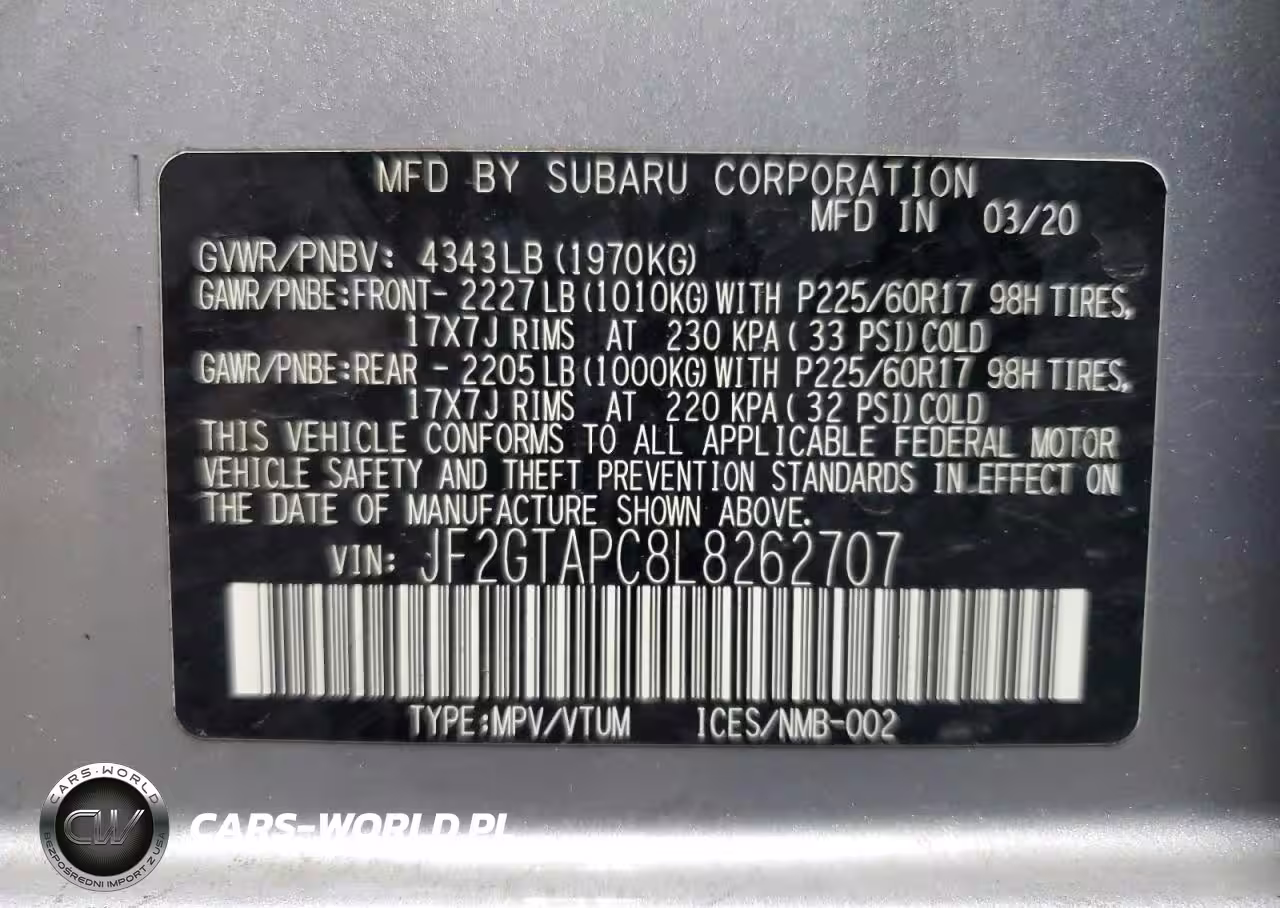 MFD BY SUBARU CORPORATION
MFD IN 03/20
GVWR/PNBV: 4343LB (1970KG)
GAWR/PNBE:FRONT- 2227LB(1010KG)WITH P225/60R17 98H TIRES,
17X7J RIMS AT 230 KPA( 33 PSI)COLD
GAWR/PNBE:REAR - 2205LB(1000KG)WITH P225/60R17 98H TIRES,
17X7J RIMS AT 220 KPA( 32 PSI)COLD
THIS VEHICLE CONFORMS TO ALL APPLICABLE FEDERAL MOTOR
VEHICLE SAFETY AND THEFT PREVENTION STANDARDS IN EFFECT ON
THE DATE OF MANUFACTURE SHOWN ABOVE.
VIN: JF2GTAPC8L8262707
TYPE:MPV/VTUM ICES/NMB-002
CARS-WORLD
CW
BEZPOŚREDNI IMPORT Z USA
CARS-WORLD.PL